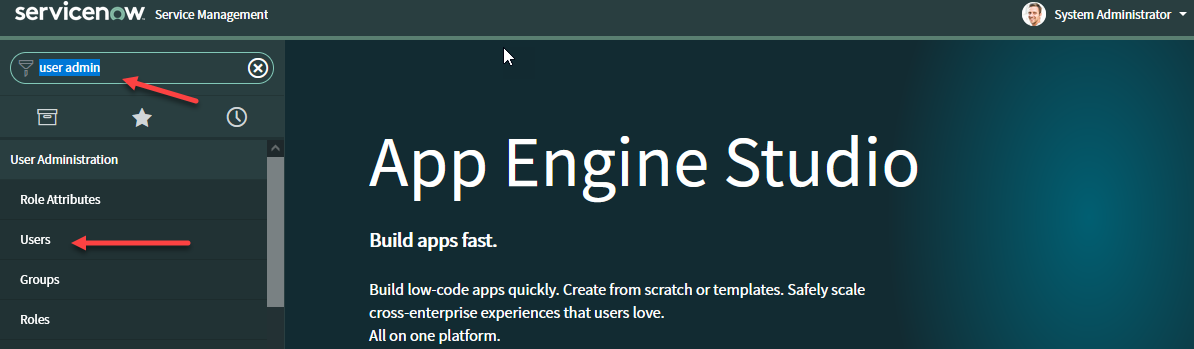 servicenow Service Management
System Administrator
user admin
User Administration
Role Attributes
Users
Groups
Roles
App Engine Studio
Build apps fast.
Build low-code apps quickly. Create from scratch or templates. Safely scale
cross-enterprise experiences that users love.
All on one platform.